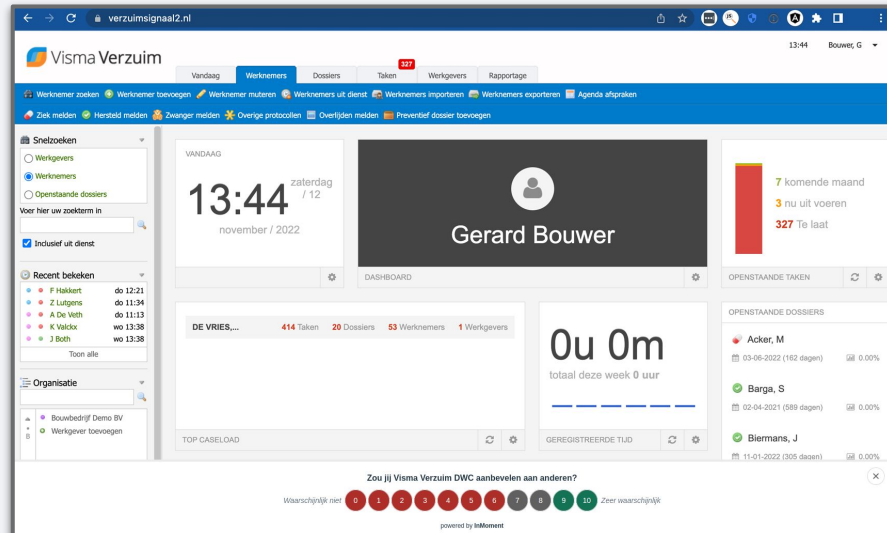 verzuimsignaal2.nl
Visma Verzuim
13:44 Bouwer, G
327
Vandaag Werknemers Dossiers Taken Werkgevers Rapportage
Werknemer zoeken Werknemer toevoegen Werknemer muteren Werknemers uit dienst Werknemers importeren Werknemers exporteren Agenda afspraken
Ziek melden Hersteld melden Zwanger melden Overige protocollen Overlijden melden Preventief dossier toevoegen
Snelzoeken
Werkgevers
Werknemers
Openstaande dossiers
Voer hier uw zoekterm in
Inclusief uit dienst
Recent bekeken
F Hakkert do 12:21
Z Lutgens do 11:34
A De Veth do 11:13
K Valckx wo 13:38
J Both wo 13:38
Toon alle
Organisatie
Bouwbedrijf Demo BV
Werkgever toevoegen
8
VANDAAG
13:44
zaterdag
/ 12
november / 2022
Gerard Bouwer
DASHBOARD
7 komende maand
3 nu uit voeren
327 Te laat
OPENSTAANDE TAKEN
DE VRIES,... 414 Taken 20 Dossiers 53 Werknemers 1 Werkgevers
TOP CASELOAD
0u 0m
totaal deze week 0 uur
GEREGISTREERDE TIJD
OPENSTAANDE DOSSIERS
Acker, M
03-06-2022 (162 dagen) 0.00%
Barga, S
02-04-2021 (589 dagen) 0.00%
Biermans, J
11-01-2022 (305 dagen) 0.00%
Zou jij Visma Verzuim DWC aanbevelen aan anderen?
Waarschijnlijk niet 0 1 2 3 4 5 6 7 8 9 10 Zeer waarschijnlijk
powered by InMoment